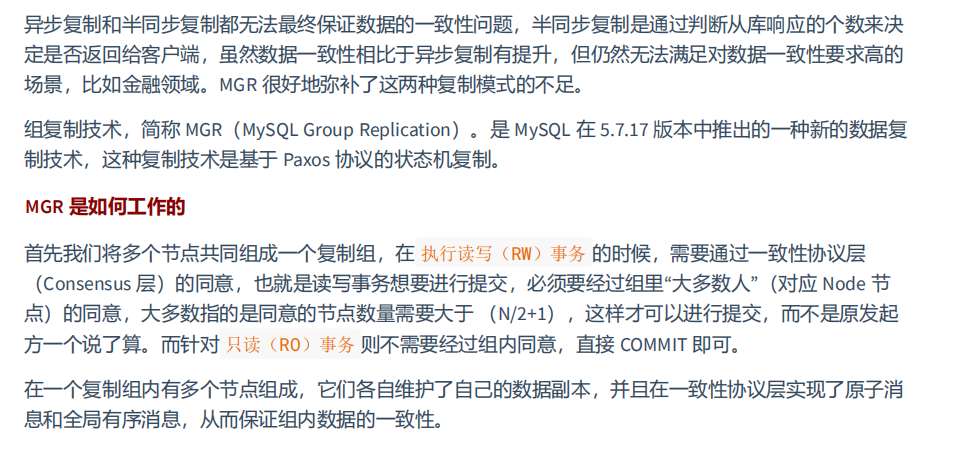 异步复制和半同步复制都无法最终保证数据的一致性问题，半同步复制是通过判断从库响应的个数来决
定是否返回给客户端，虽然数据一致性相比于异步复制有提升，但仍然无法满足对数据一致性要求高的
场景，比如金融领域。MGR 很好地弥补了这两种复制模式的不足。
组复制技术，简称 MGR（MySQL Group Replication）。是 MySQL 在 5.7.17 版本中推出的一种新的数据复
制技术，这种复制技术是基于 Paxos 协议的状态机复制。
MGR 是如何工作的
首先我们将多个节点共同组成一个复制组，在 执行读写（RW）事务 的时候，需要通过一致性协议层
（Consensus 层）的同意，也就是读写事务想要进行提交，必须要经过组里“大多数人”（对应 Node 节
点）的同意，大多数指的是同意的节点数量需要大于 （N/2+1），这样才可以进行提交，而不是原发起
方一个说了算。而针对 只读（RO）事务 则不需要经过组内同意，直接 COMMIT 即可。
在一个复制组内有多个节点组成，它们各自维护了自己的数据副本，并且在一致性协议层实现了原子消
息和全局有序消息，从而保证组内数据的一致性。